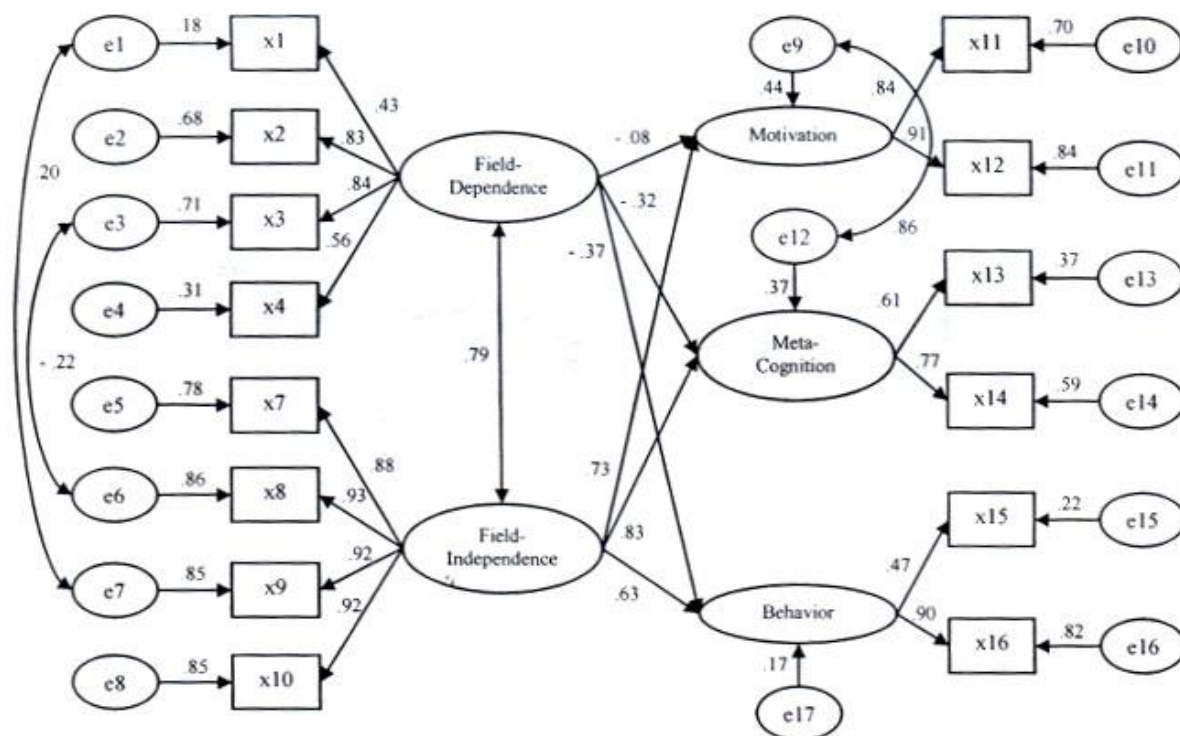 e1
.18
x1
e9
x11
.70
e10
.44
.84
.43
e2
.68
x2
.83
Motivation
- .08
.91
x12
.84
e11
Field-
Dependence
20
.84
e3
.71
x3
- .32
e12
.86
.56
- .37
x13
.37
e13
e4
.31
x4
.37
.61
Meta-
Cognition
- .22
.79
.77
e5
.78
x7
x14
.59
e14
.88
.73
e6
.86
x8
.93
x15
.22
e15
.83
Field-
Independence
.92
.47
e7
.85
x9
.63
Behavior
.92
.90
x16
.82
e16
e8
.85
x10
.17
e17